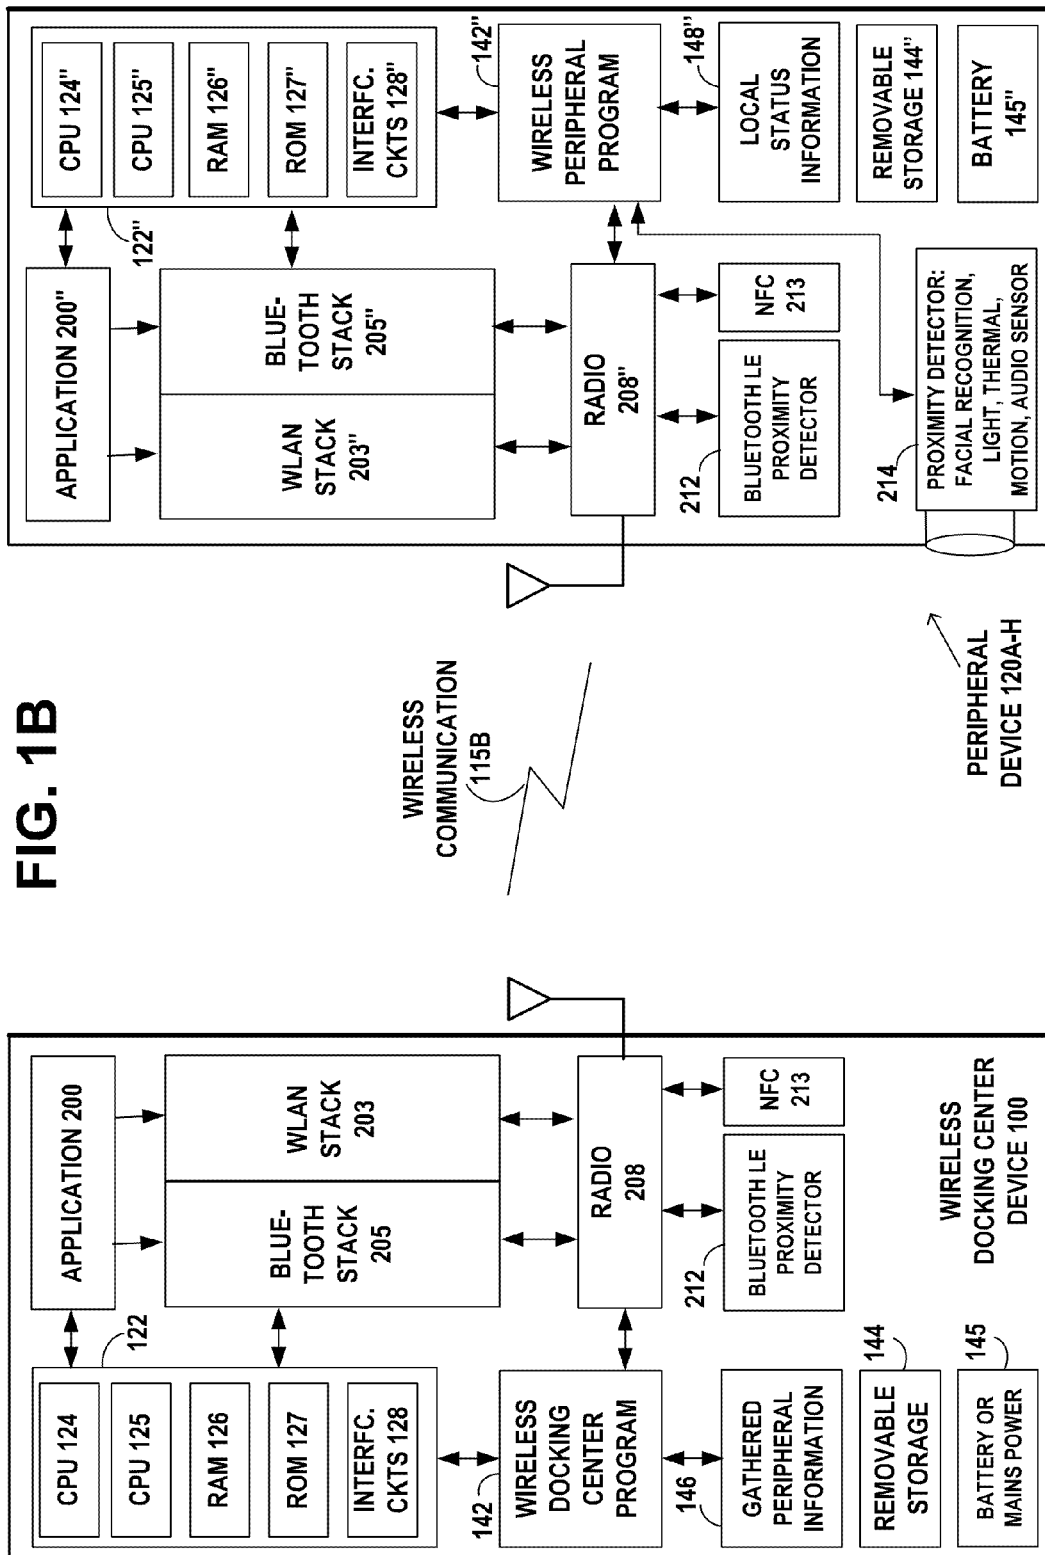 FIG. 1B
CPU 124
CPU 125
RAM 126
ROM 127
INTERFC.
CKTS 128
122
APPLICATION 200
BLUE-
TOOTH
STACK
205
WLAN
STACK
203
142
WIRELESS
DOCKING
CENTER
PROGRAM
RADIO
208
146
GATHERED
PERIPHERAL
INFORMATION
212
BLUETOOTH LE
PROXIMITY
DETECTOR
NFC
213
144
REMOVABLE
STORAGE
145
BATTERY OR
MAINS POWER
WIRELESS
DOCKING CENTER
DEVICE 100
WIRELESS
COMMUNICATION
115B
PERIPHERAL
DEVICE 120A-H
APPLICATION 200"
122"
CPU 124"
CPU 125"
RAM 126"
ROM 127"
INTERFC.
CKTS 128"
WLAN
STACK
203"
BLUE-
TOOTH
STACK
205"
RADIO
208"
142"
WIRELESS
PERIPHERAL
PROGRAM
212
BLUETOOTH LE
PROXIMITY
DETECTOR
NFC
213
148"
LOCAL
STATUS
INFORMATION
REMOVABLE
STORAGE 144"
214
PROXIMITY DETECTOR:
FACIAL RECOGNITION,
LIGHT, THERMAL,
MOTION, AUDIO SENSOR
BATTERY
145"